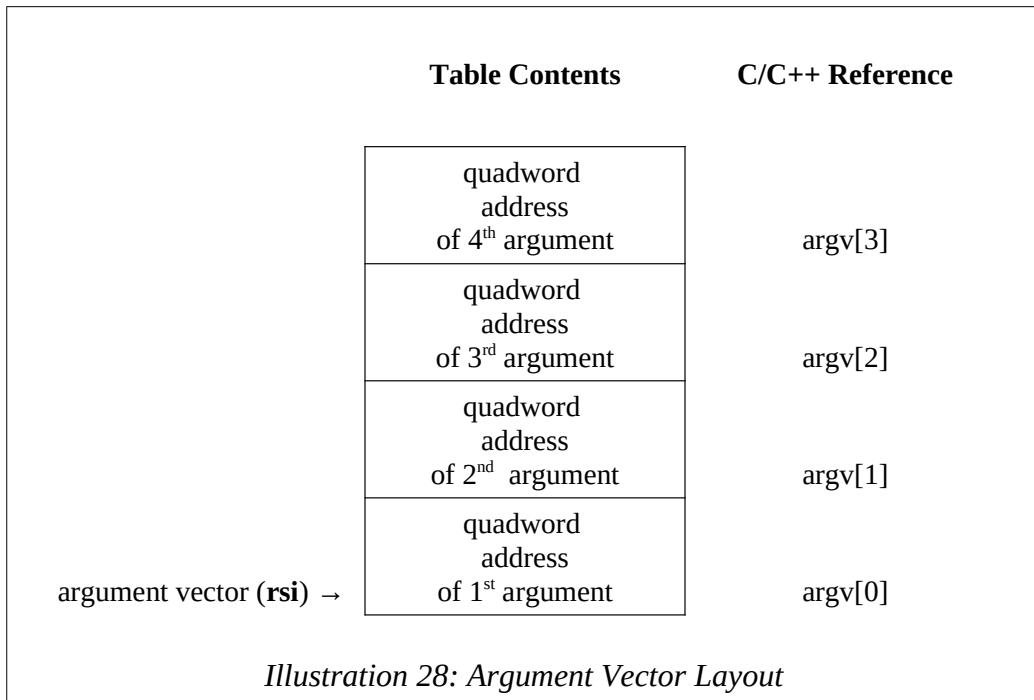 Table Contents C/C++ Reference
quadword
address
of 4th argument argv[3]
quadword
address
of 3rd argument argv[2]
quadword
address
of 2nd argument argv[1]
quadword
address
argument vector (rsi) → of 1st argument argv[0]
Illustration 28: Argument Vector Layout